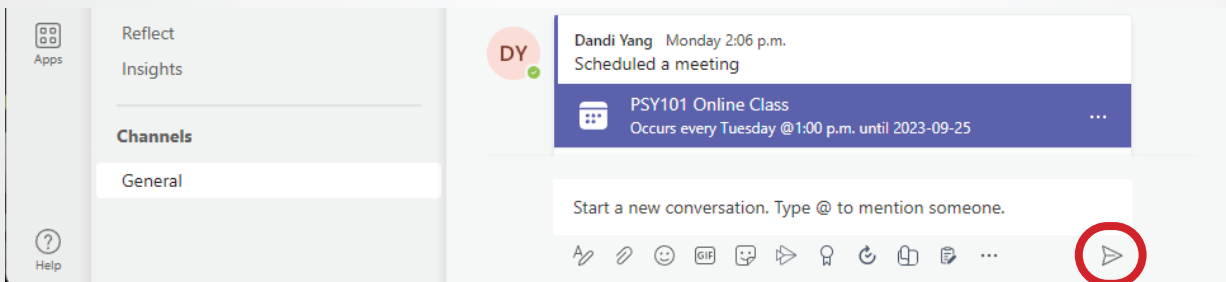 Apps
Reflect
Insights
Channels
General
Help
DY
Dandi Yang Monday 2:06 p.m.
Scheduled a meeting
PSY101 Online Class
Occurs every Tuesday @1:00 p.m. until 2023-09-25
Start a new conversation. Type @ to mention someone.
GIF